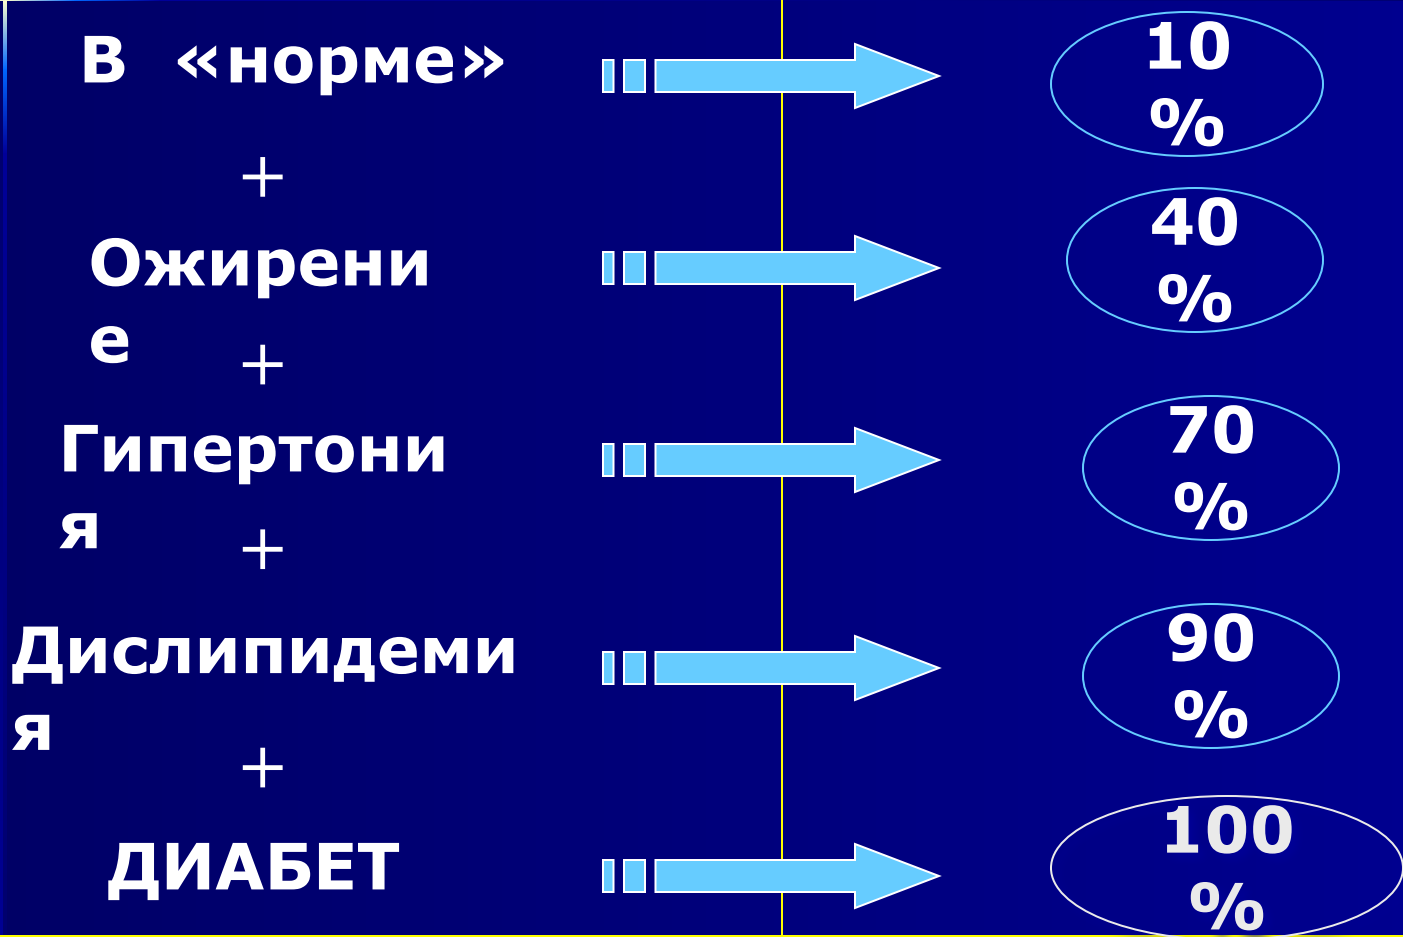 В «норме»
10
%
+
Ожирени
е
40
%
+
Гипертони
я
70
%
+
Дислипидеми
я
90
%
+
ДИАБЕТ
100
%